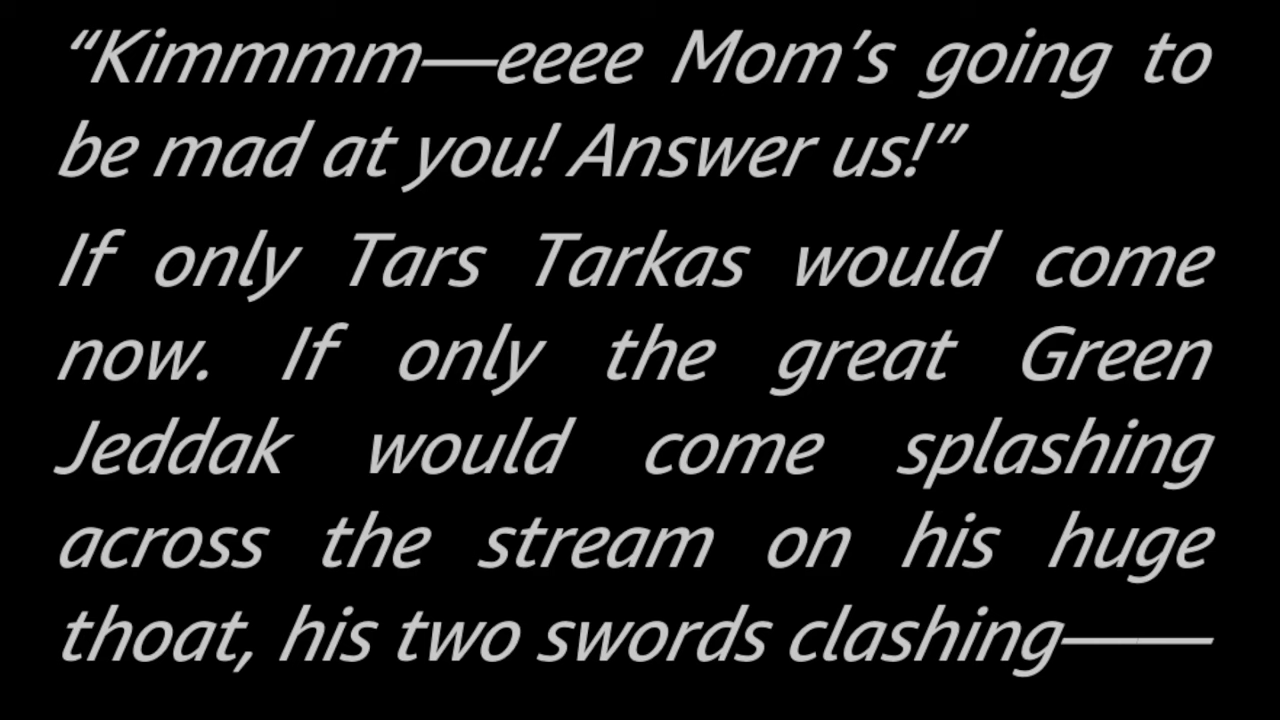 “Kimmmm—eeee Mom’s going to
be mad at you! Answer us!”
If only Tars Tarkas would come
now. If only the great Green
Jeddak would come splashing
across the stream on his huge
thoat, his two swords clashing——